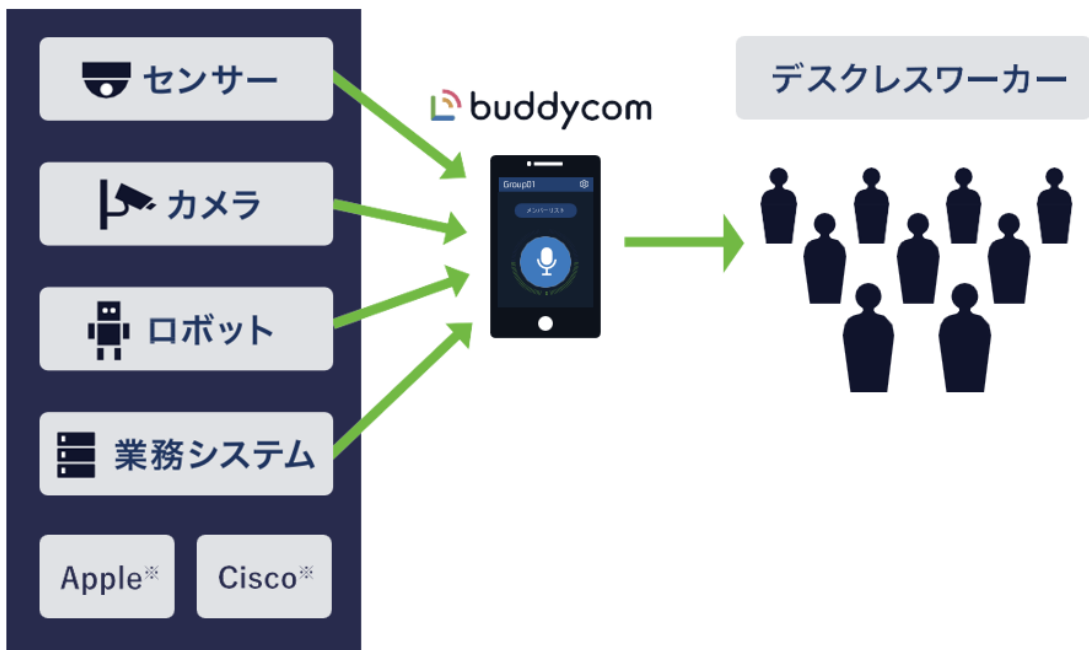 センサー
カメラ
ロボット
業務システム
Apple※
Cisco※
buddycom
Group01
メンバーリスト
デスクレスワーカー